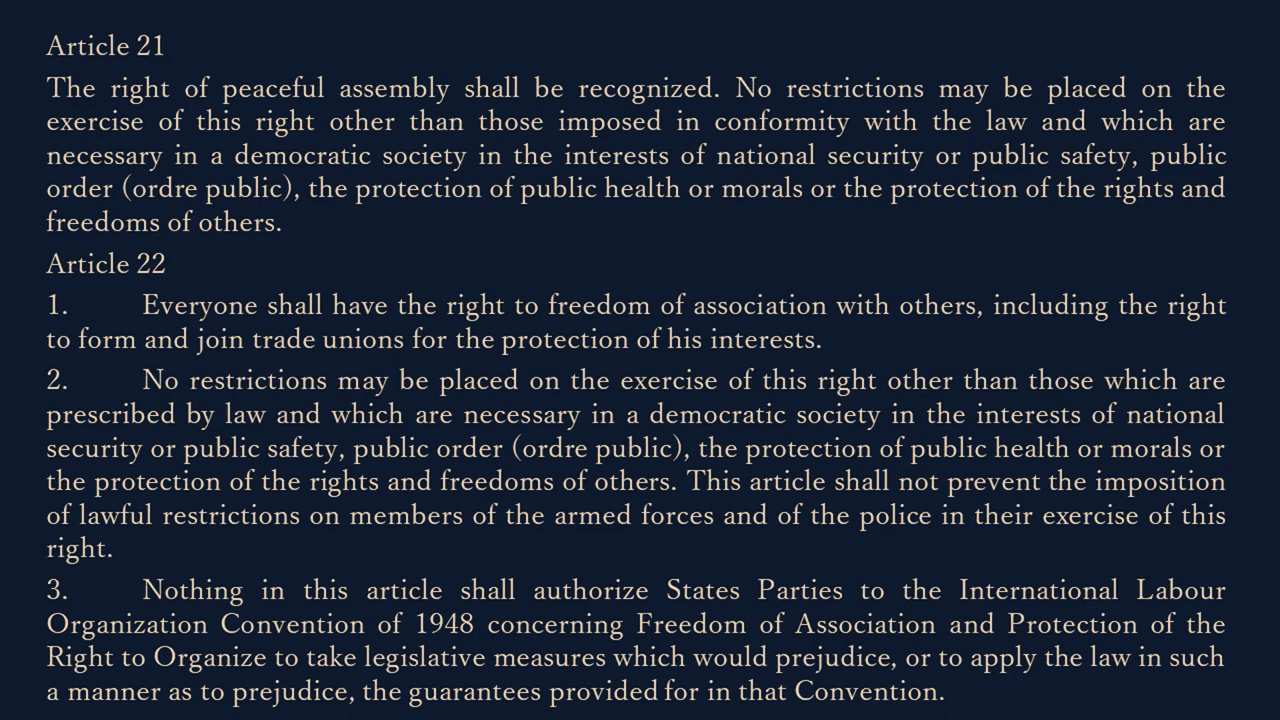 Article 21
The right of peaceful assembly shall be recognized. No restrictions may be placed on the
exercise of this right other than those imposed in conformity with the law and which are
necessary in a democratic society in the interests of national security or public safety, public
order (ordre public), the protection of public health or morals or the protection of the rights and
freedoms of others.
Article 22
1. Everyone shall have the right to freedom of association with others, including the right
to form and join trade unions for the protection of his interests.
2. No restrictions may be placed on the exercise of this right other than those which are
prescribed by law and which are necessary in a democratic society in the interests of national
security or public safety, public order (ordre public), the protection of public health or morals or
the protection of the rights and freedoms of others. This article shall not prevent the imposition
of lawful restrictions on members of the armed forces and of the police in their exercise of this
right.
3. Nothing in this article shall authorize States Parties to the International Labour
Organization Convention of 1948 concerning Freedom of Association and Protection of the
Right to Organize to take legislative measures which would prejudice, or to apply the law in such
a manner as to prejudice, the guarantees provided for in that Convention.